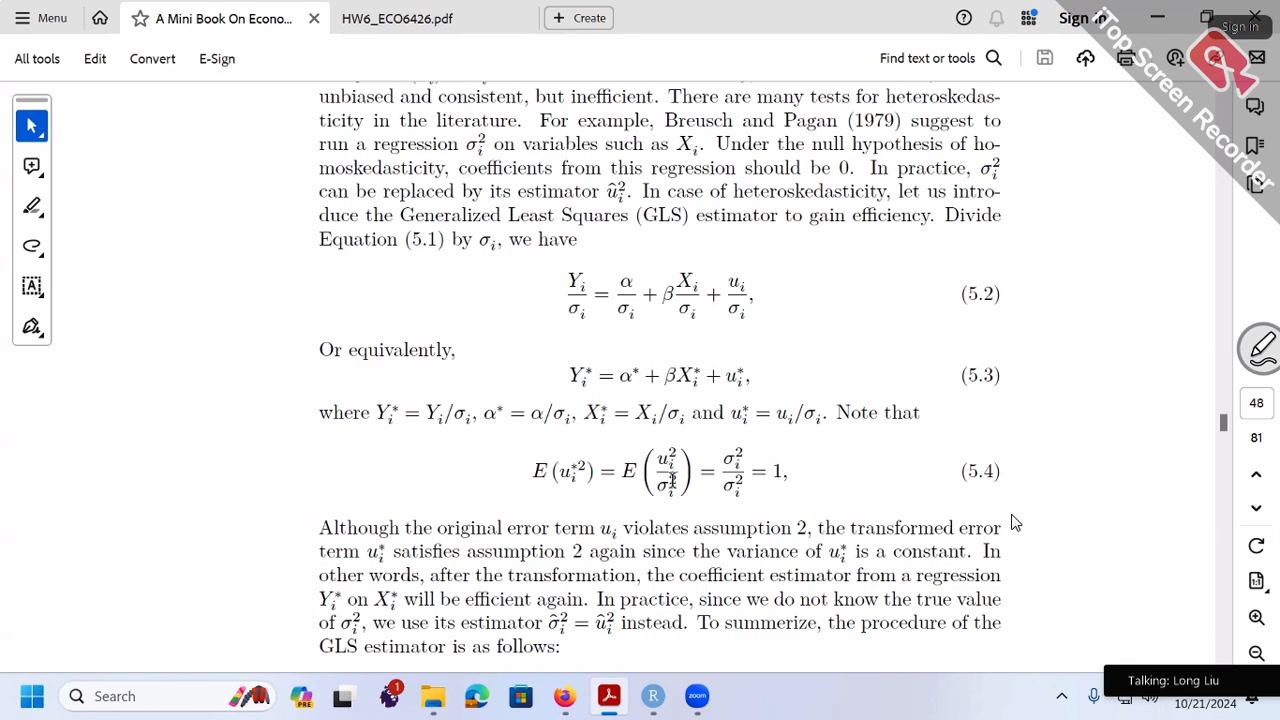 Menu
A Mini Book On Econo...
HW6_ECO6426.pdf
Create
Sign in
Sign in
iTop Screen Recorder
All tools
Edit
Convert
E-Sign
Find text or tools
unbiased and consistent, but inefficient. There are many tests for heteroskedas-
ticity in the literature. For example, Breusch and Pagan (1979) suggest to
run a regression σ_i^2 on variables such as X_i. Under the null hypothesis of ho-
moskedasticity, coefficients from this regression should be 0. In practice, σ_i^2
can be replaced by its estimator û_i^2. In case of heteroskedasticity, let us intro-
duce the Generalized Least Squares (GLS) estimator to gain efficiency. Divide
Equation (5.1) by σ_i, we have
Y_i/σ_i = α/σ_i + β X_i/σ_i + u_i/σ_i, (5.2)
Or equivalently,
Y_i^* = α^* + βX_i^* + u_i^*, (5.3)
where Y_i^* = Y_i/σ_i, α^* = α/σ_i, X_i^* = X_i/σ_i and u_i^* = u_i/σ_i. Note that
E (u_i^{*2}) = E (u_i^2/σ_i^2) = σ_i^2/σ_i^2 = 1, (5.4)
Although the original error term u_i violates assumption 2, the transformed error
term u_i^* satisfies assumption 2 again since the variance of u_i^* is a constant. In
other words, after the transformation, the coefficient estimator from a regression
Y_i^* on X_i^* will be efficient again. In practice, since we do not know the true value
of σ_i^2, we use its estimator σ̂_i^2 = û_i^2 instead. To summerize, the procedure of the
GLS estimator is as follows:
48
81
1:1
Talking: Long Liu
Search
PRE
1
10/21/2024